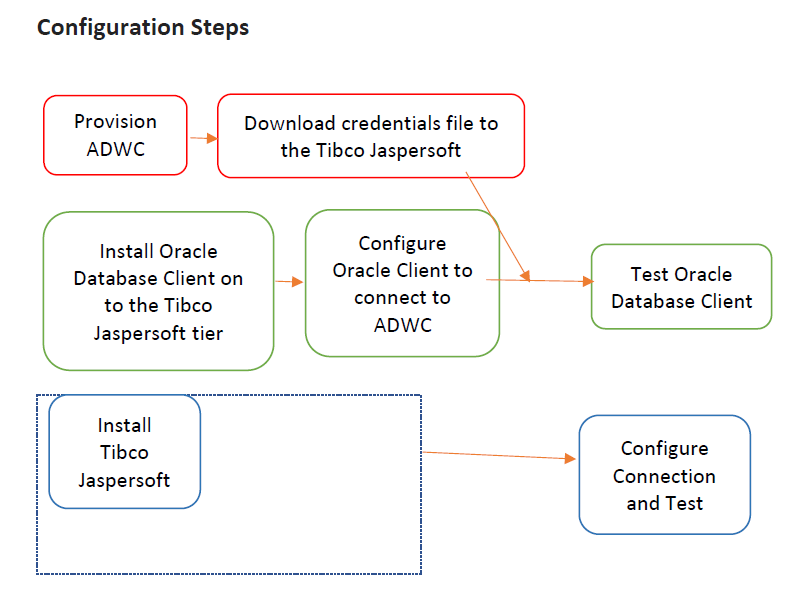 Configuration Steps
Provision
ADWC
Download credentials file to
the Tibco Jaspersoft
Install Oracle
Database Client on
to the Tibco
Jaspersoft tier
Configure
Oracle Client to
connect to
ADWC
Test Oracle
Database Client
Install
Tibco
Jaspersoft
Configure
Connection
and Test